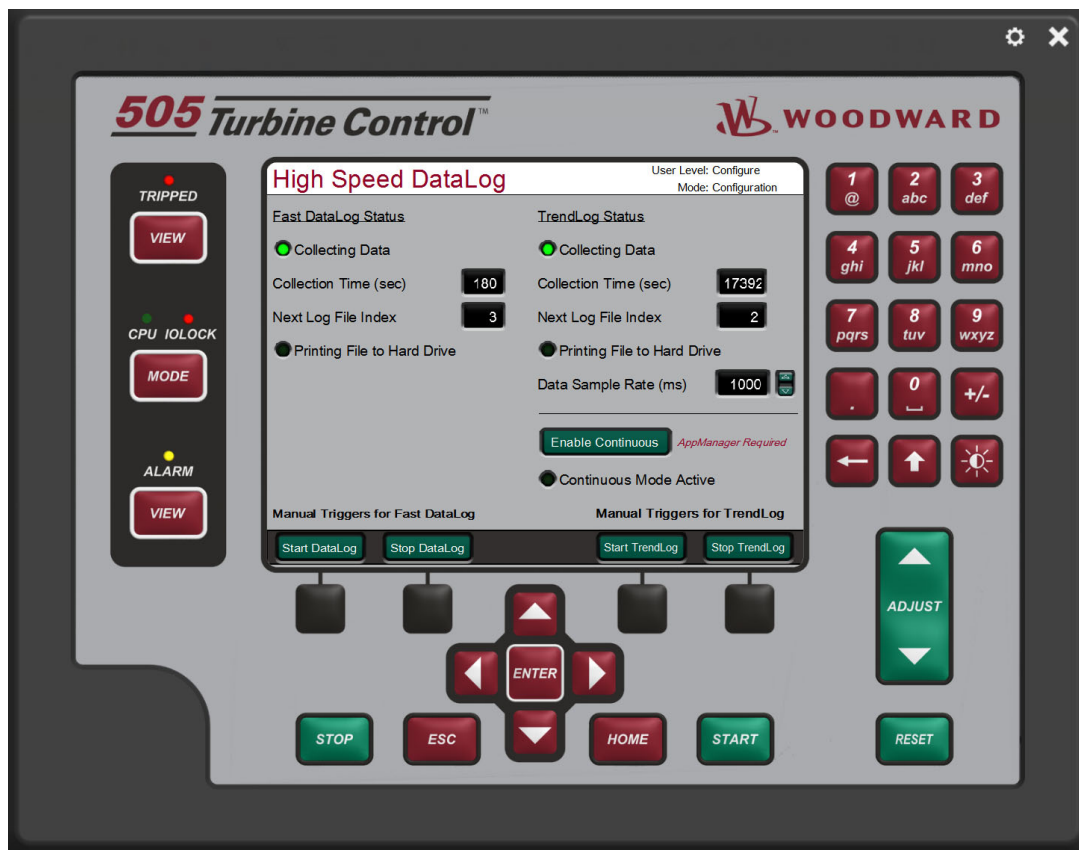 505 Turbine Control™
WOODWARD
TRIPPED
VIEW
CPU IOLOCK
MODE
ALARM
VIEW
High Speed DataLog
User Level: Configure
Mode: Configuration
Fast DataLog Status
Collecting Data
Collection Time (sec) 180
Next Log File Index 3
Printing File to Hard Drive
TrendLog Status
Collecting Data
Collection Time (sec) 17392
Next Log File Index 2
Printing File to Hard Drive
Data Sample Rate (ms) 1000
Enable Continuous AppManager Required
Continuous Mode Active
Manual Triggers for Fast DataLog
Manual Triggers for TrendLog
Start DataLog Stop DataLog Start TrendLog Stop TrendLog
1 2 3
@ abc def
4 5 6
ghi jkl mno
7 8 9
pqrs tuv wxyz
. 0 +/-
ENTER
ADJUST
STOP ESC HOME START RESET